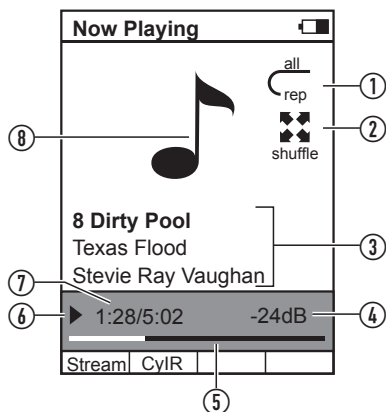 Now Playing
all
rep
① 
shuffle
②
⑧
8 Dirty Pool
Texas Flood
Stevie Ray Vaughan
③
⑦
⑥
1:28/5:02 -24dB
④
Stream CyIR
⑤